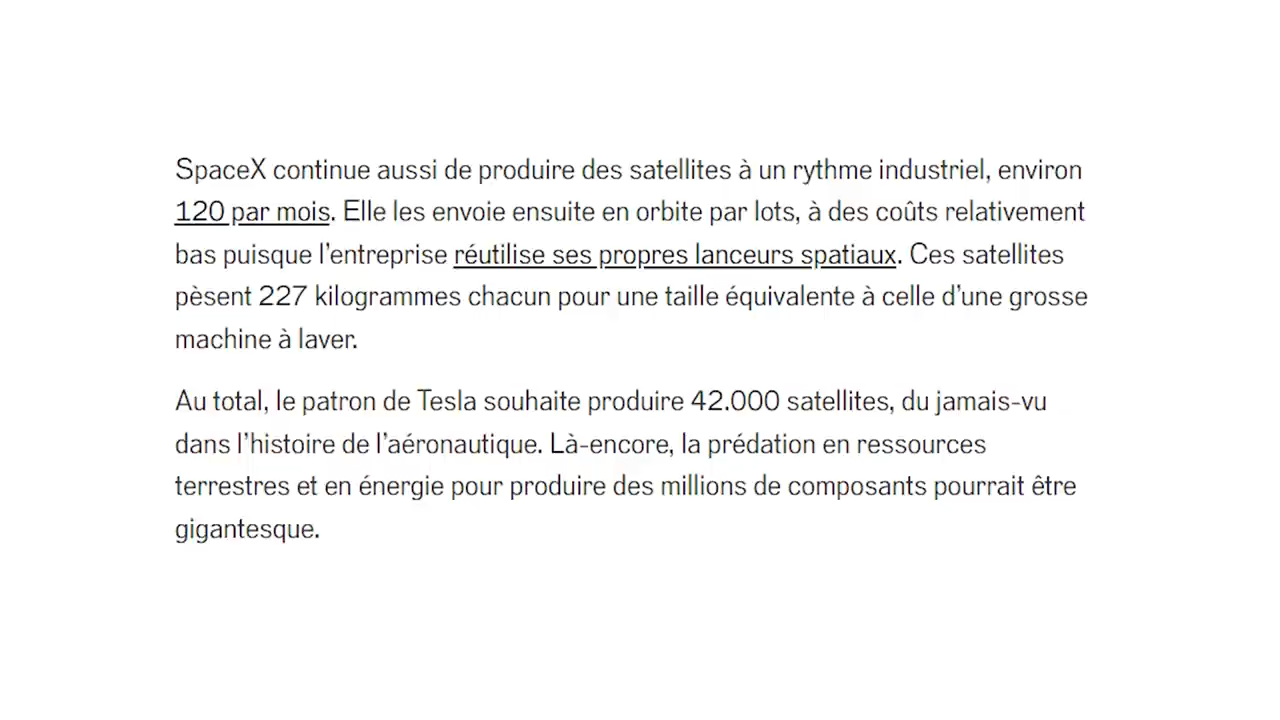 SpaceX continue aussi de produire des satellites à un rythme industriel, environ
120 par mois. Elle les envoie ensuite en orbite par lots, à des coûts relativement
bas puisque l'entreprise réutilise ses propres lanceurs spatiaux. Ces satellites
pèsent 227 kilogrammes chacun pour une taille équivalente à celle d'une grosse
machine à laver.
Au total, le patron de Tesla souhaite produire 42.000 satellites, du jamais-vu
dans l'histoire de l'aéronautique. Là-encore, la prédation en ressources
terrestres et en énergie pour produire des millions de composants pourrait être
gigantesque.